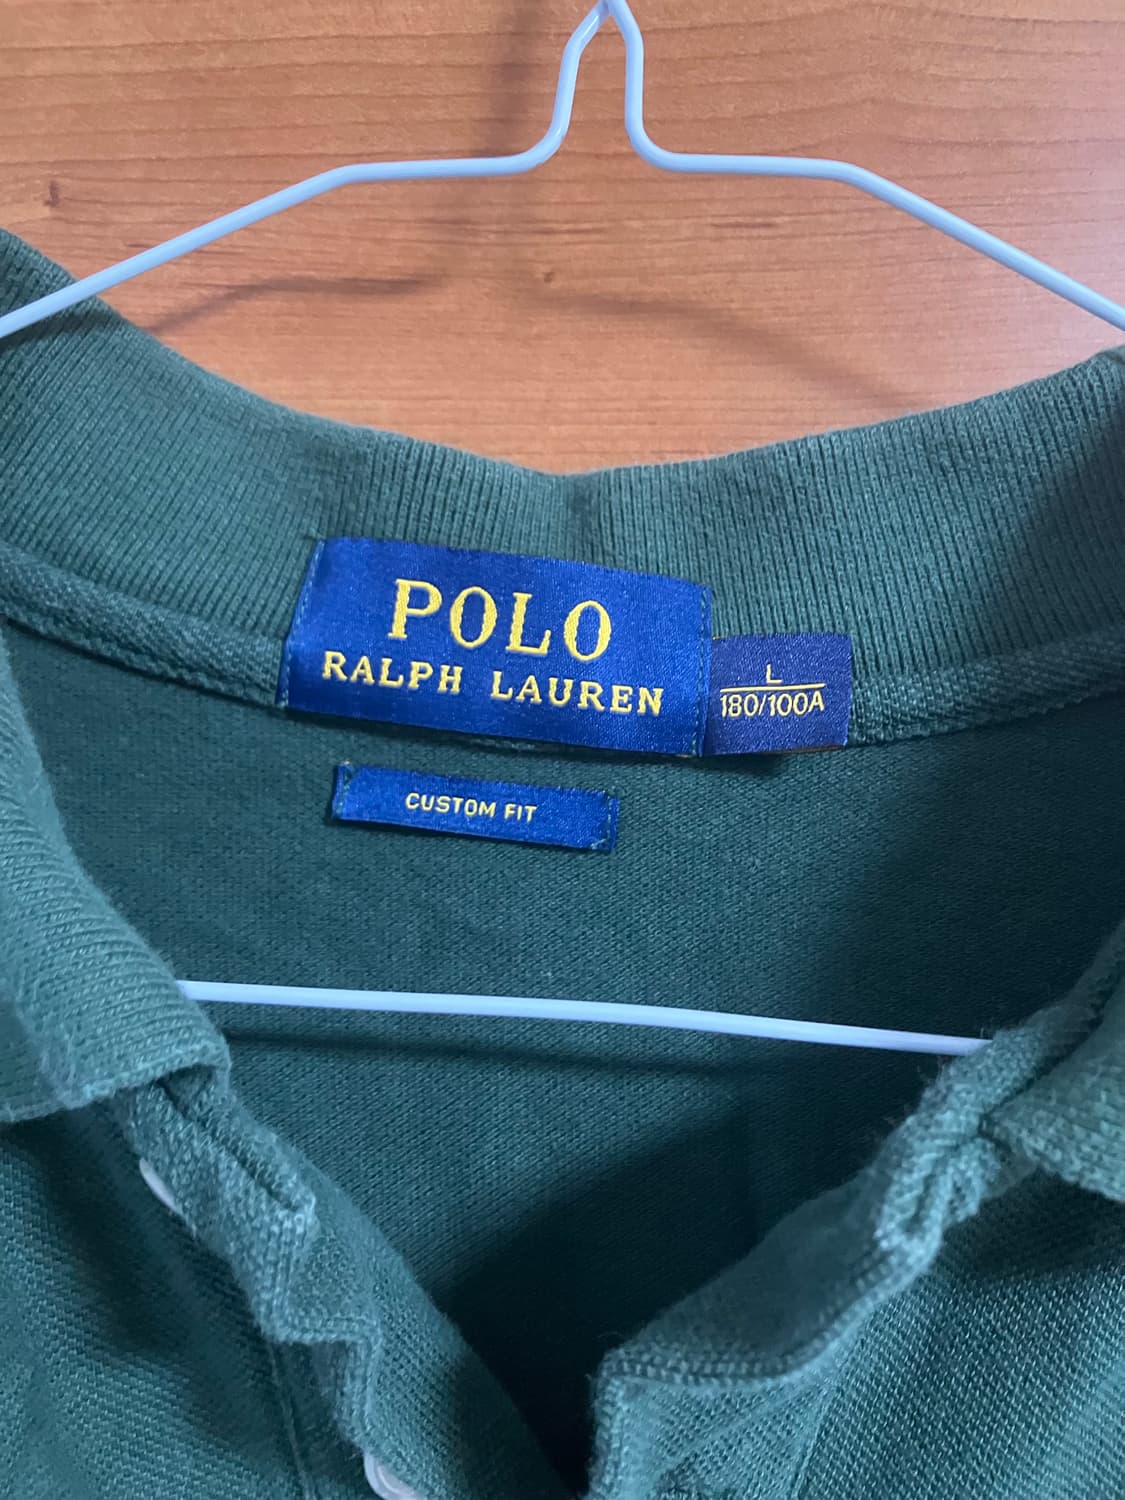 POLO
RALPH LAUREN
L
180/100A
CUSTOM FIT